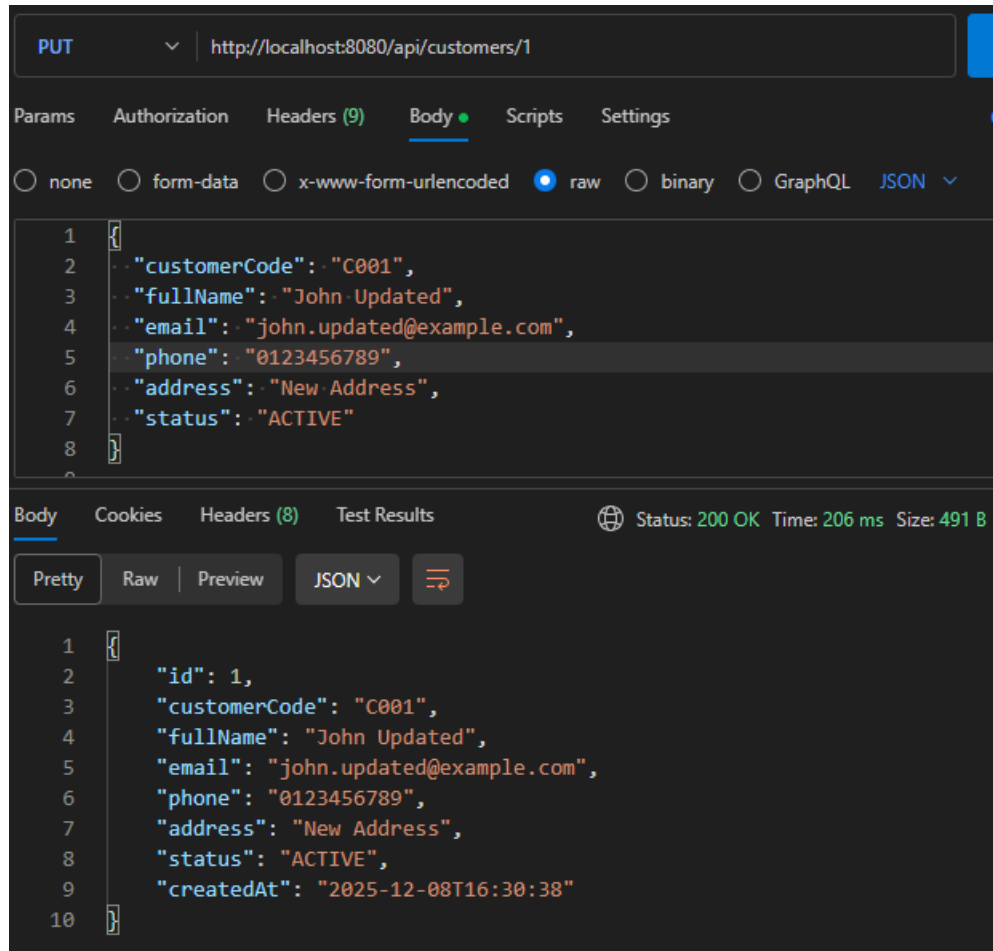 PUT http://localhost:8080/api/customers/1
Params Authorization Headers (9) Body Scripts Settings
none form-data x-www-form-urlencoded raw binary GraphQL JSON
1 {
2 "customerCode": "C001",
3 "fullName": "John Updated",
4 "email": "john.updated@example.com",
5 "phone": "0123456789",
6 "address": "New Address",
7 "status": "ACTIVE"
8 }
Body Cookies Headers (8) Test Results Status: 200 OK Time: 206 ms Size: 491 B
Pretty Raw Preview JSON
1 {
2 "id": 1,
3 "customerCode": "C001",
4 "fullName": "John Updated",
5 "email": "john.updated@example.com",
6 "phone": "0123456789",
7 "address": "New Address",
8 "status": "ACTIVE",
9 "createdAt": "2025-12-08T16:30:38"
10 }